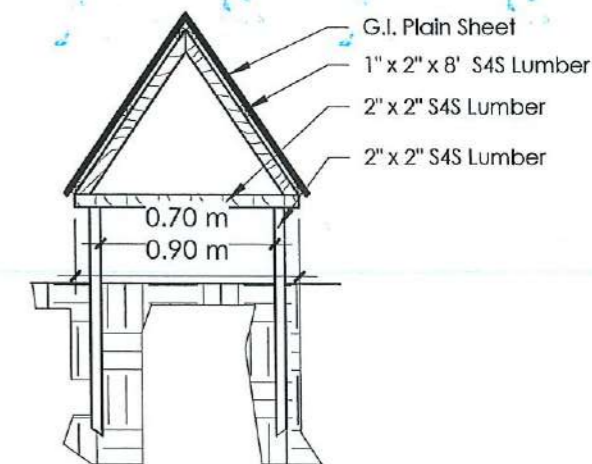 G.I. Plain Sheet
1" x 2" x 8' S4S Lumber
2" x 2" S4S Lumber
2" x 2" S4S Lumber
0.70 m
0.90 m